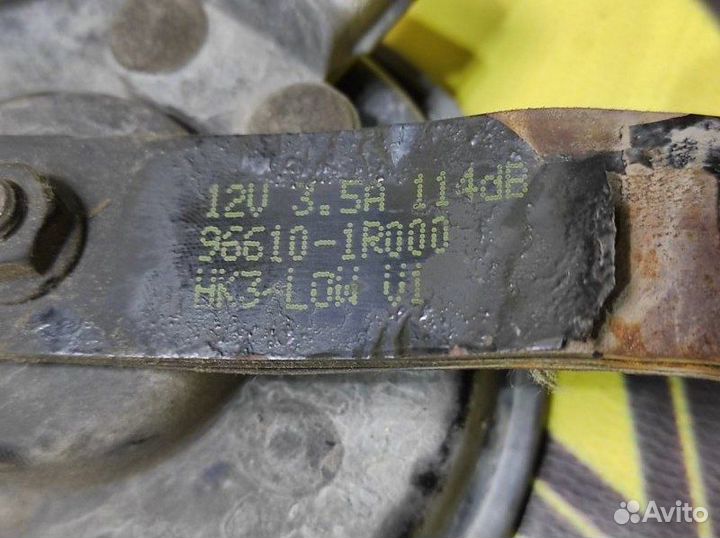 12V 3.5A 114dB
96610-1R000
HK3-LOW V1
Avito